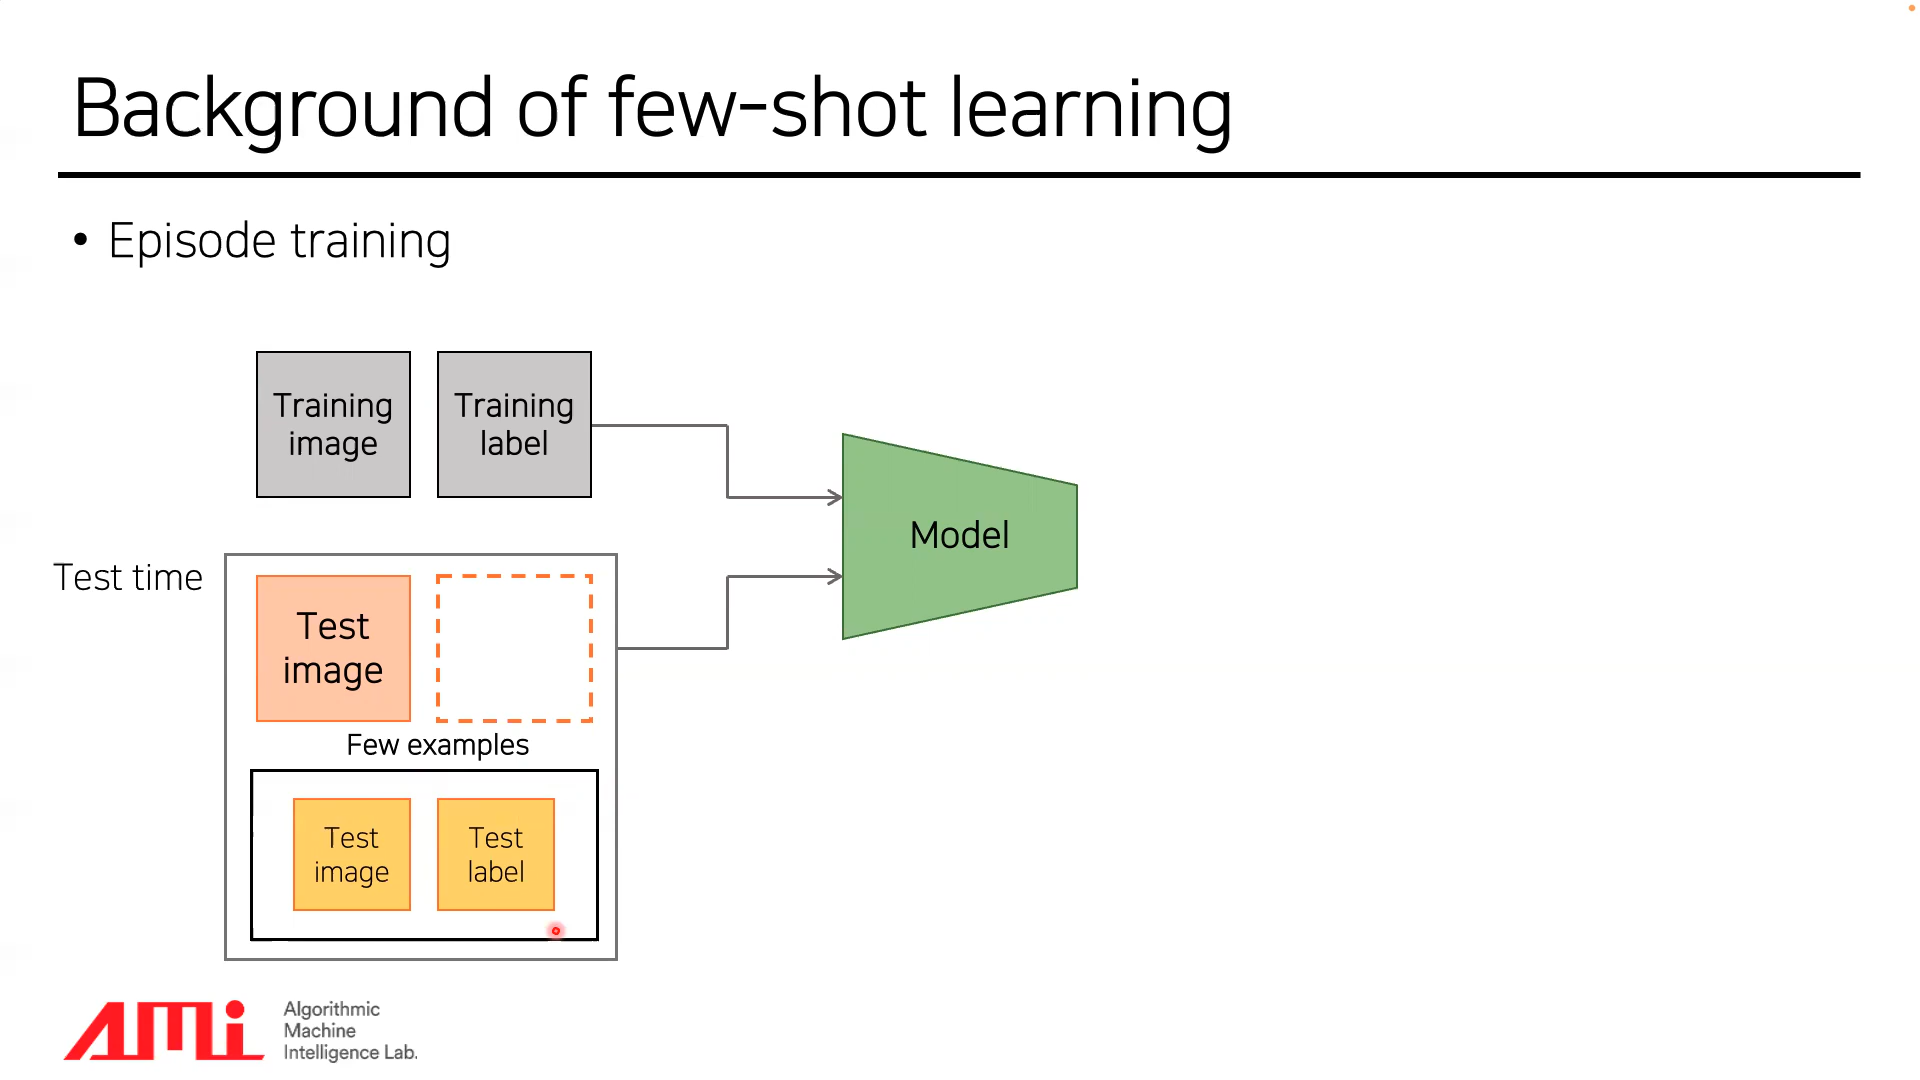 Background of few-shot learning
• Episode training
Training
image
Training
label
Model
Test time
Test
image
Few examples
Test
image
Test
label
AMi
Algorithmic
Machine
Intelligence Lab.